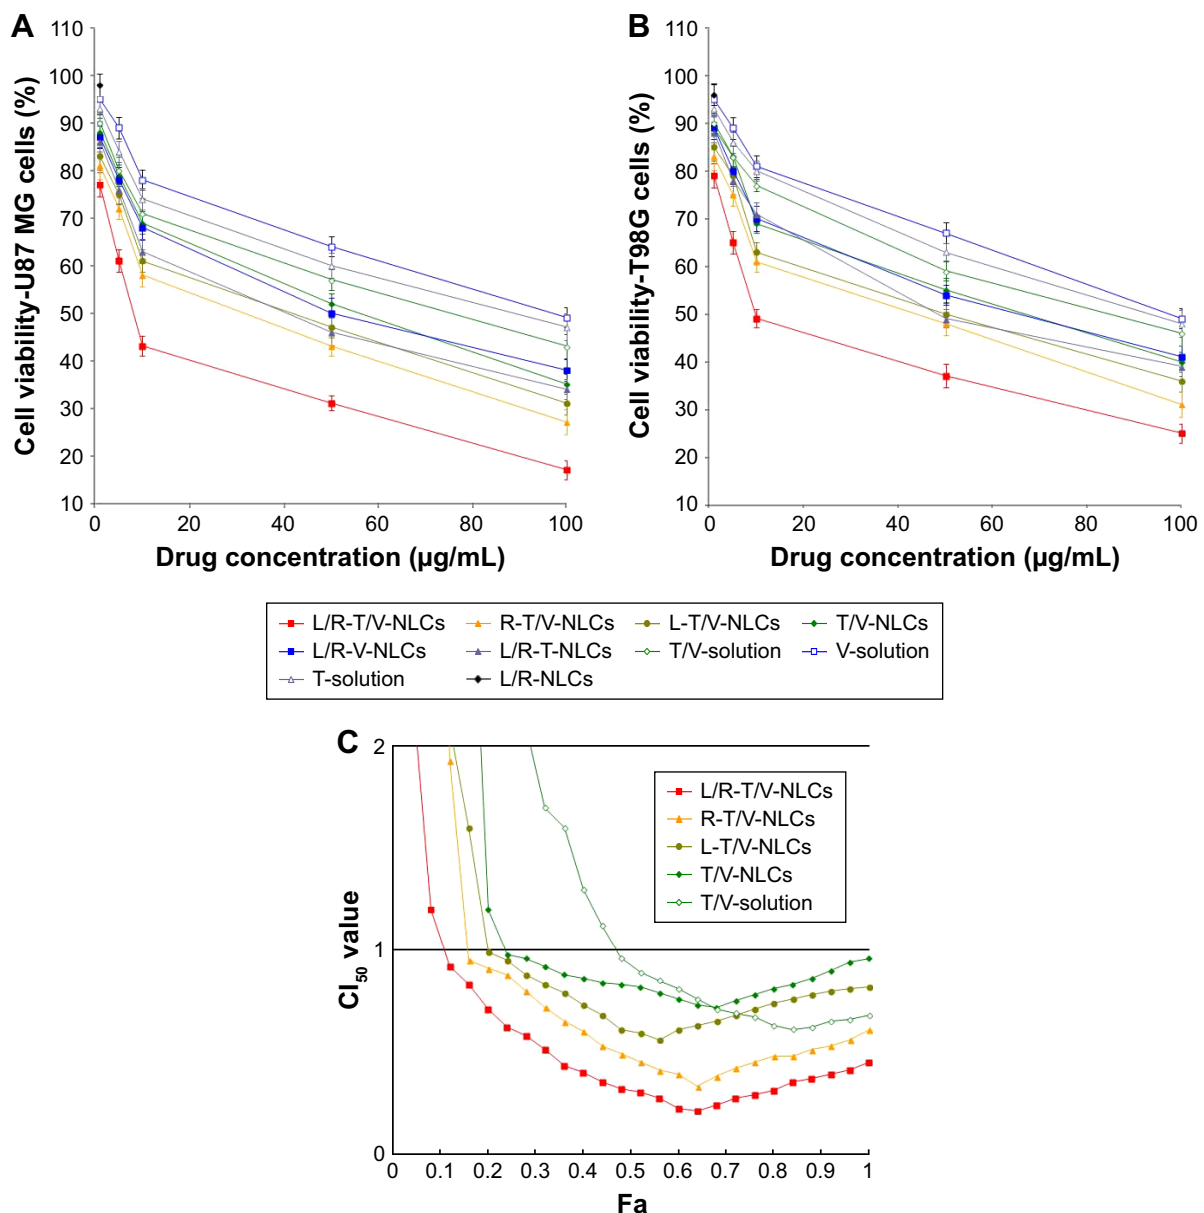 A
Cell viability-U87 MG cells (%)
110
100
90
80
70
60
50
40
30
20
10
0 20 40 60 80 100
Drug concentration (µg/mL)
B
Cell viability-T98G cells (%)
110
100
90
80
70
60
50
40
30
20
10
0 20 40 60 80 100
Drug concentration (µg/mL)
L/R-T/V-NLCs R-T/V-NLCs L-T/V-NLCs T/V-NLCs
L/R-V-NLCs L/R-T-NLCs T/V-solution V-solution
T-solution L/R-NLCs
C
CI50 value
2
1
0
L/R-T/V-NLCs
R-T/V-NLCs
L-T/V-NLCs
T/V-NLCs
T/V-solution
0 0.1 0.2 0.3 0.4 0.5 0.6 0.7 0.8 0.9 1
Fa